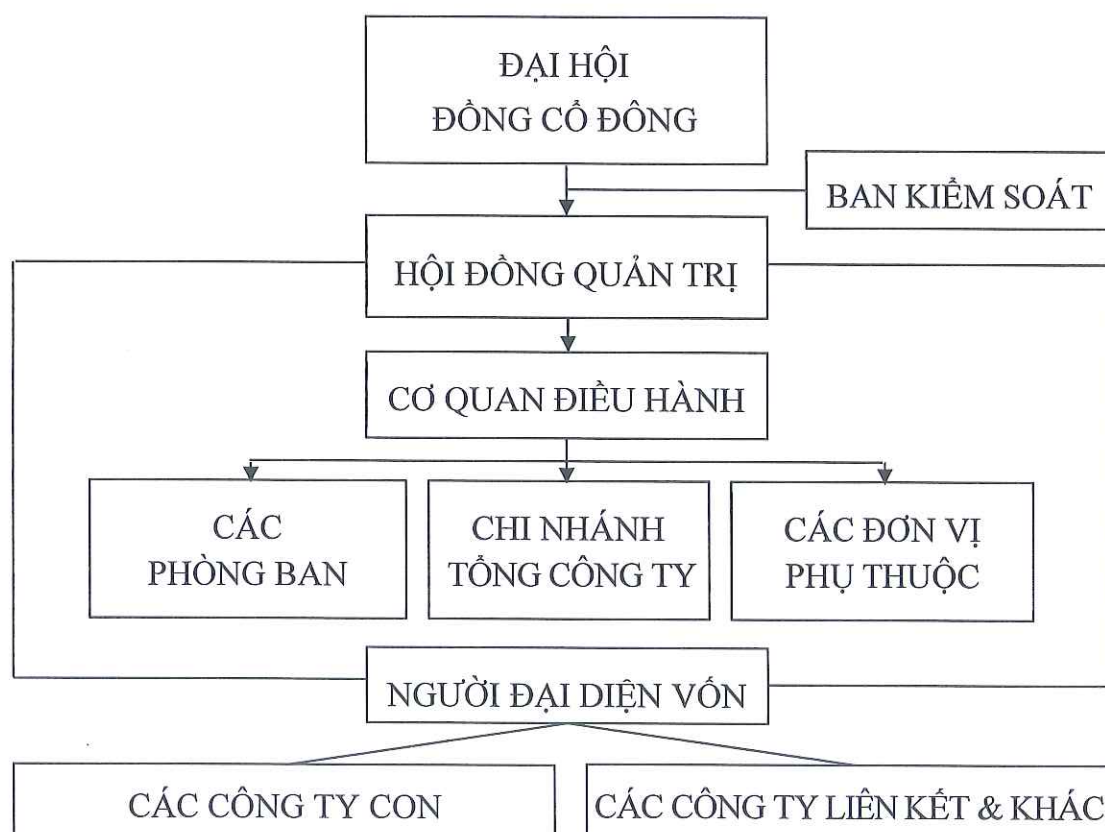 ĐẠI HỘI
ĐỒNG CỔ ĐÔNG
BAN KIỂM SOÁT
HỘI ĐỒNG QUẢN TRỊ
CƠ QUAN ĐIỀU HÀNH
CÁC
PHÒNG BAN
CHI NHÁNH
TỔNG CÔNG TY
CÁC ĐƠN VỊ
PHỤ THUỘC
NGƯỜI ĐẠI DIỆN VỐN
CÁC CÔNG TY CON
CÁC CÔNG TY LIÊN KẾT & KHÁC